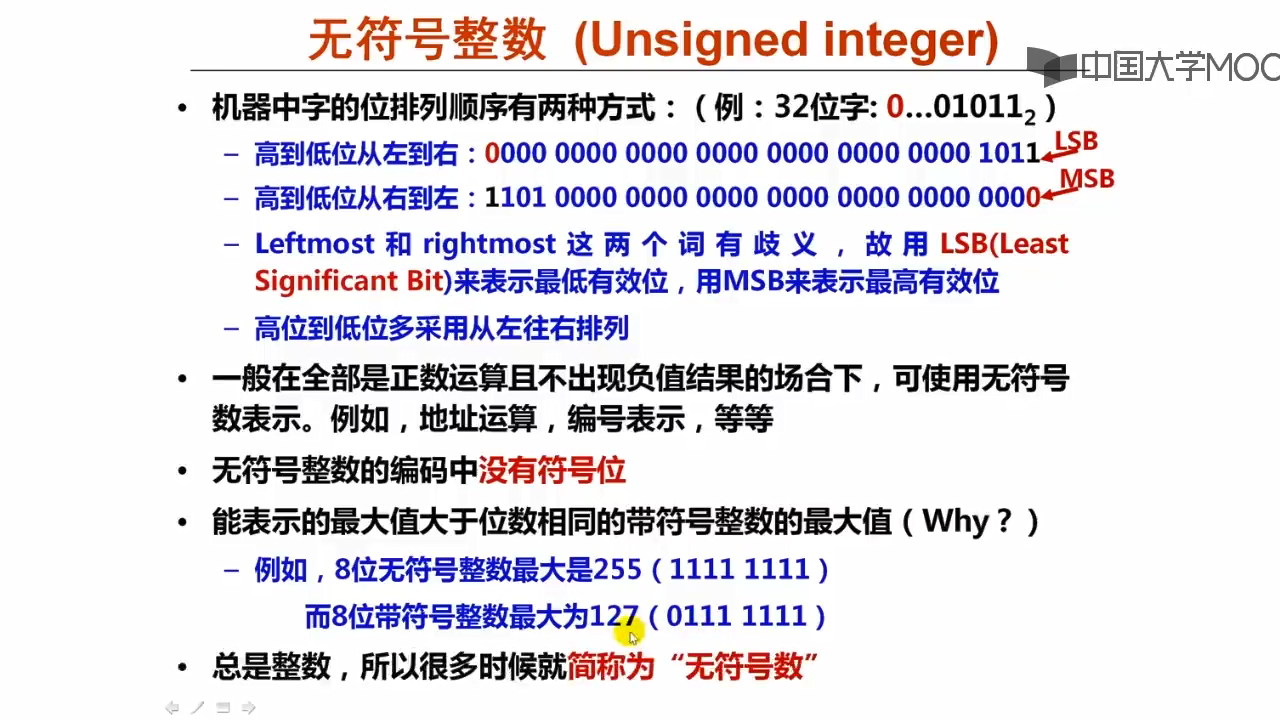 无符号整数 (Unsigned integer)
中国大学MOO
• 机器中字的位排列顺序有两种方式：（例：32位字: 0…01011₂）
– 高到低位从左到右：0000 0000 0000 0000 0000 0000 0000 1011
LSB
– 高到低位从右到左：1101 0000 0000 0000 0000 0000 0000 0000
MSB
– Leftmost 和 rightmost 这 两 个 词 有 歧 义 ， 故 用 LSB(Least
Significant Bit)来表示最低有效位，用MSB来表示最高有效位
– 高位到低位多采用从左往右排列
• 一般在全部是正数运算且不出现负值结果的场合下，可使用无符号
数表示。例如，地址运算，编号表示，等等
• 无符号整数的编码中没有符号位
• 能表示的最大值大于位数相同的带符号整数的最大值（Why？）
– 例如，8位无符号整数最大是255（1111 1111）
而8位带符号整数最大为127（0111 1111）
• 总是整数，所以很多时候就简称为“无符号数”